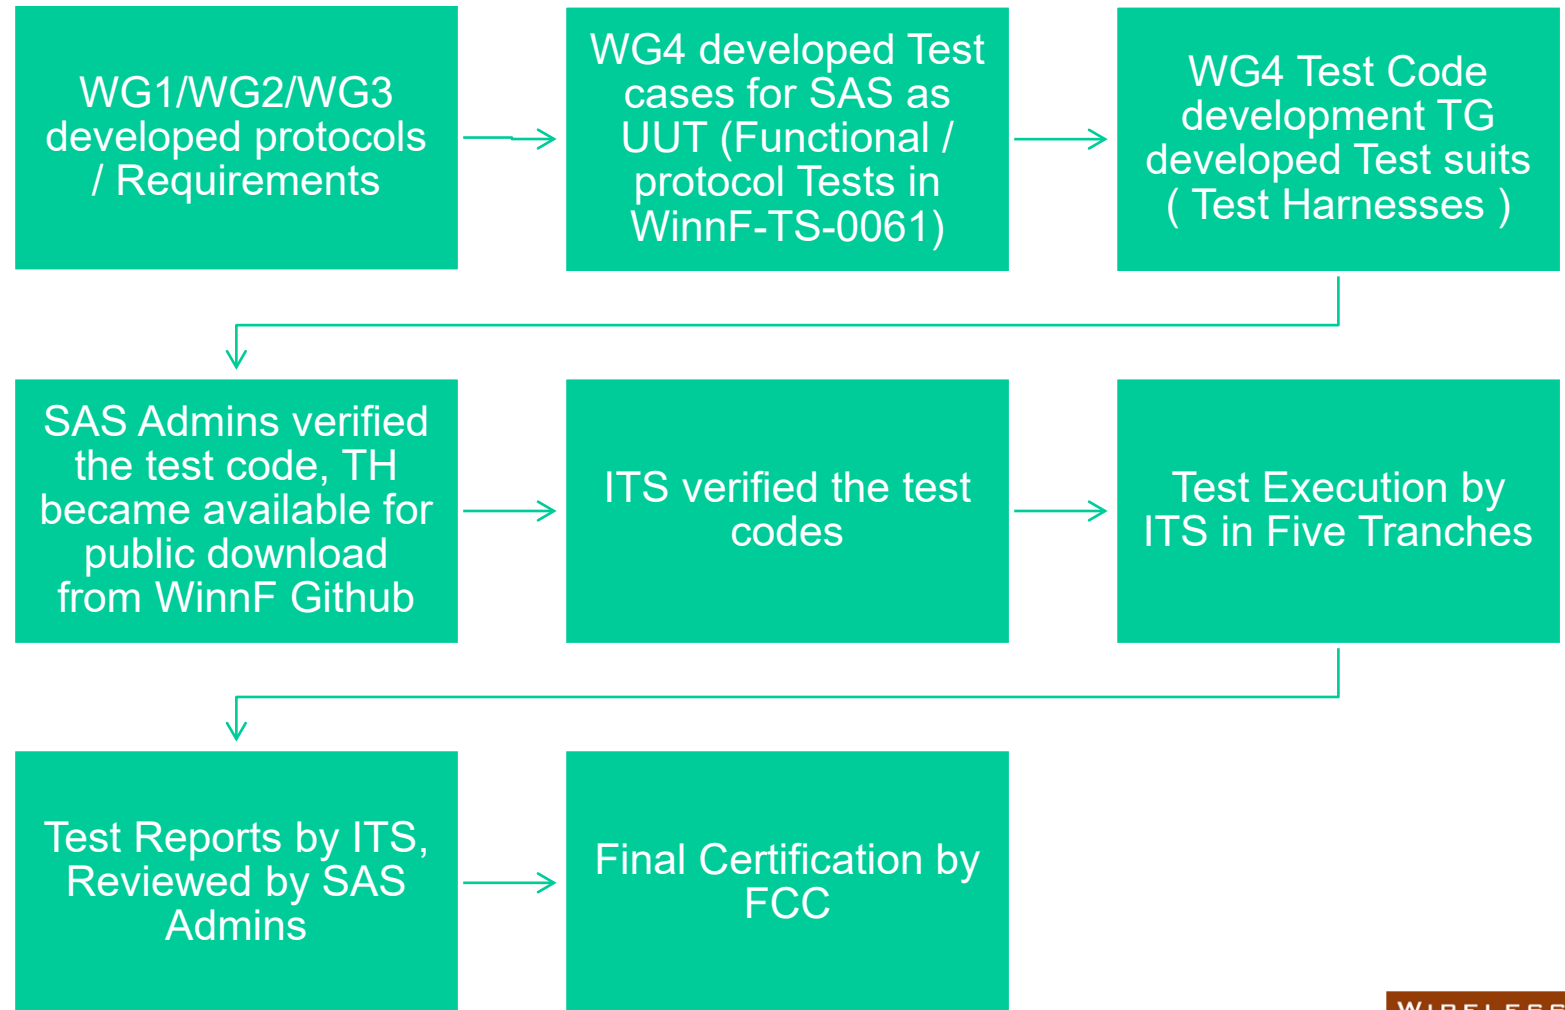 WG1/WG2/WG3
developed protocols
/ Requirements
WG4 developed Test
cases for SAS as
UUT (Functional /
protocol Tests in
WinnF-TS-0061)
WG4 Test Code
development TG
developed Test suits
( Test Harnesses )
SAS Admins verified
the test code, TH
became available for
public download
from WinnF Github
ITS verified the test
codes
Test Execution by
ITS in Five Tranches
Test Reports by ITS,
Reviewed by SAS
Admins
Final Certification by
FCC
WIRELESS